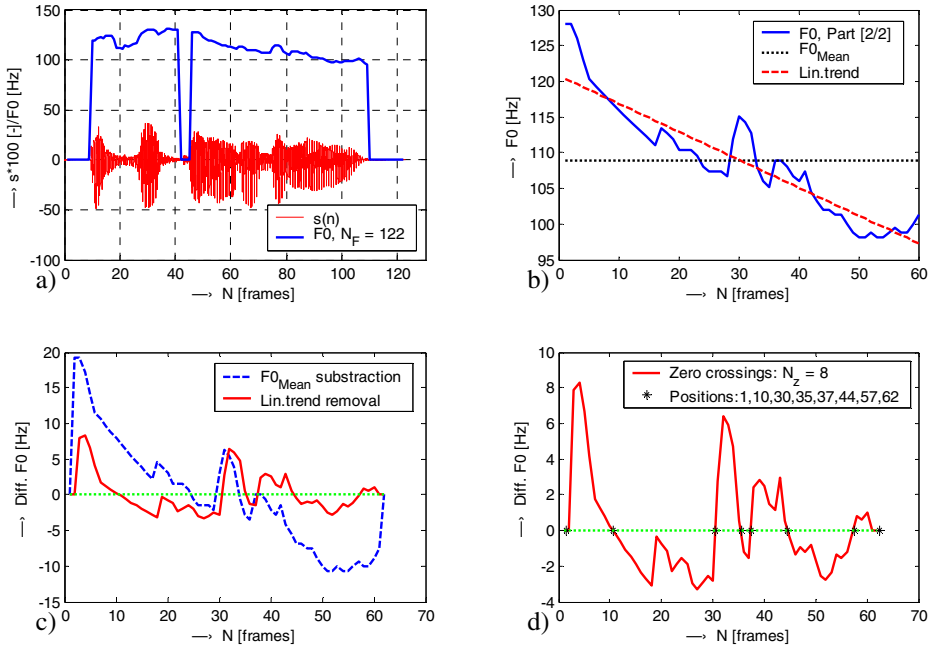 150
100
50
0
-50
-100
0 20 40 60 80 100 120
→ s*100 [-]/F0 [Hz]
s(n)
F0, N_F = 122
→ N [frames]
a)
130
125
120
115
110
105
100
95
0 10 20 30 40 50 60
→ F0 [Hz]
F0, Part [2/2]
F0_Mean
Lin.trend
→ N [frames]
b)
20
15
10
5
0
-5
-10
-15
0 10 20 30 40 50 60 70
→ Diff. F0 [Hz]
F0_Mean substraction
Lin.trend removal
→ N [frames]
c)
10
8
6
4
2
0
-2
-4
0 10 20 30 40 50 60 70
→ Diff. F0 [Hz]
Zero crossings: N_z = 8
Positions:1,10,30,35,37,44,57,62
→ N [frames]
d)